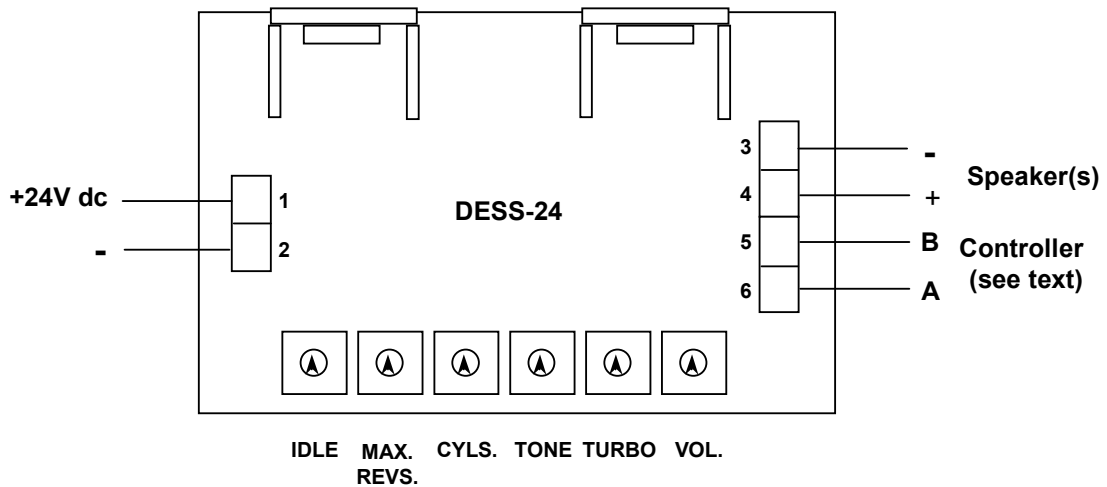 +24V dc
-
1
2
DESS-24
3
4
5
6
-
+
B
A
Speaker(s)
Controller
(see text)
IDLE MAX. REVS. CYLS. TONE TURBO VOL.